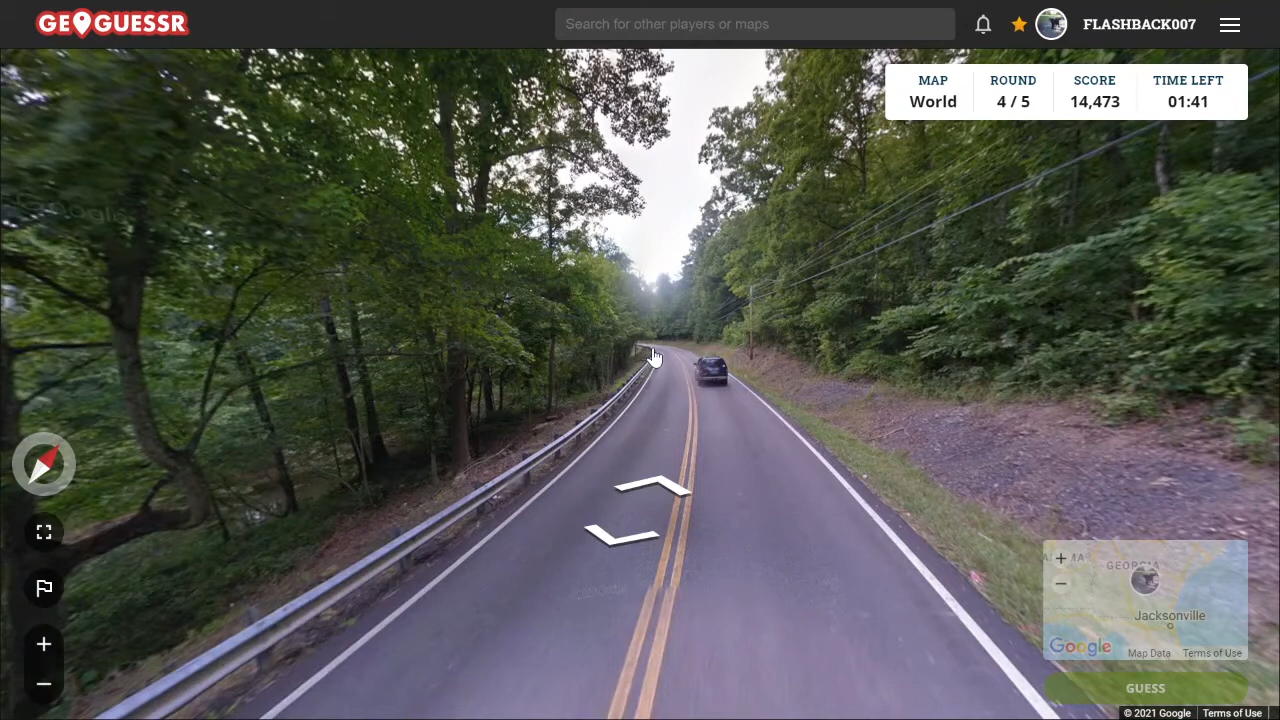 GEOGUESSR
Search for other players or maps
FLASHBACK007
MAP
World
ROUND
4 / 5
SCORE
14,473
TIME LEFT
01:41
Google
GEORGIA
Jacksonville
Google
Map Data
Terms of Use
GUESS
© 2021 Google
Terms of Use